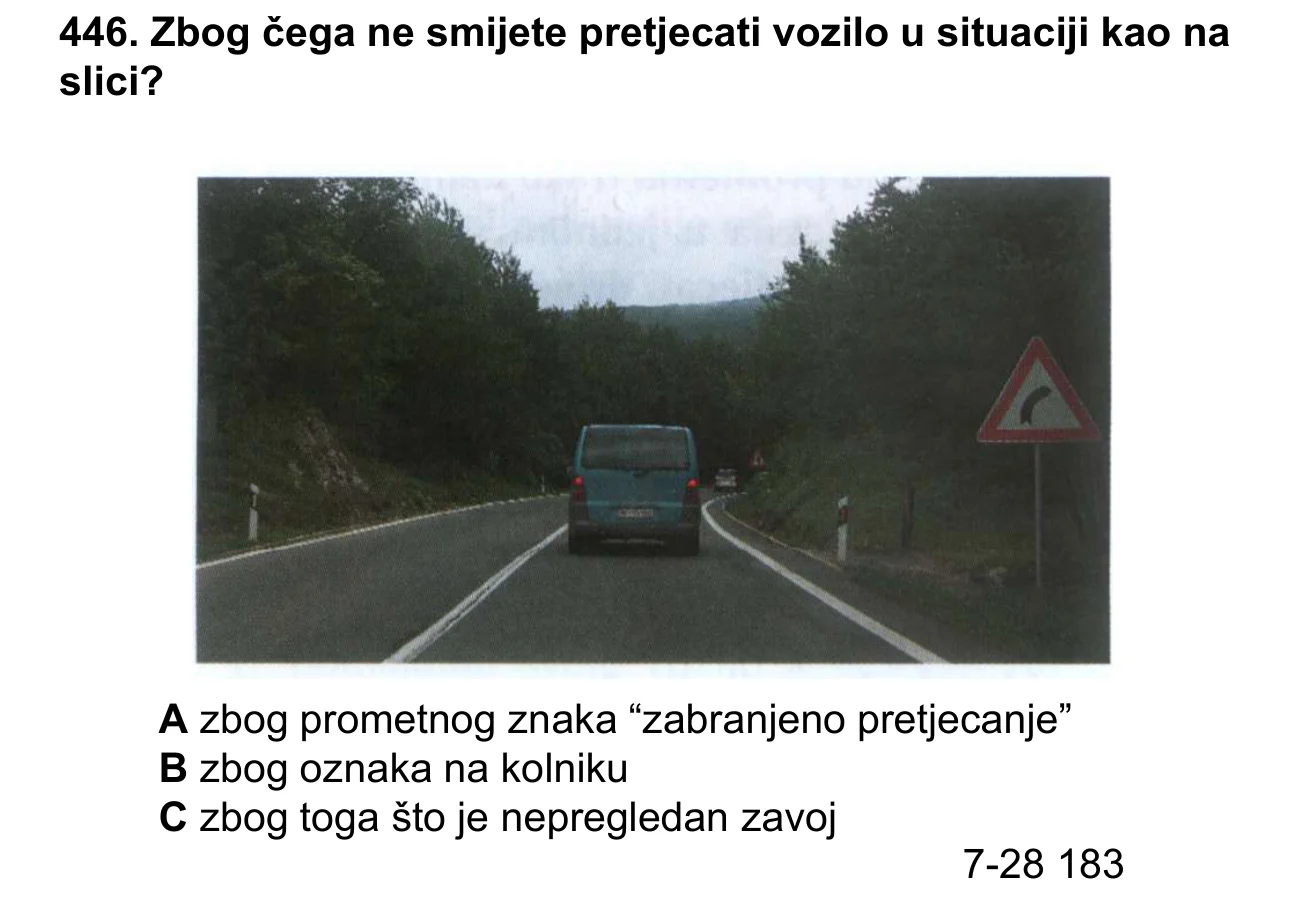 446. Zbog čega ne smijete pretjecati vozilo u situaciji kao na
slici?
A zbog prometnog znaka “zabranjeno pretjecanje”
B zbog oznaka na kolniku
C zbog toga što je nepregledan zavoj
7-28 183